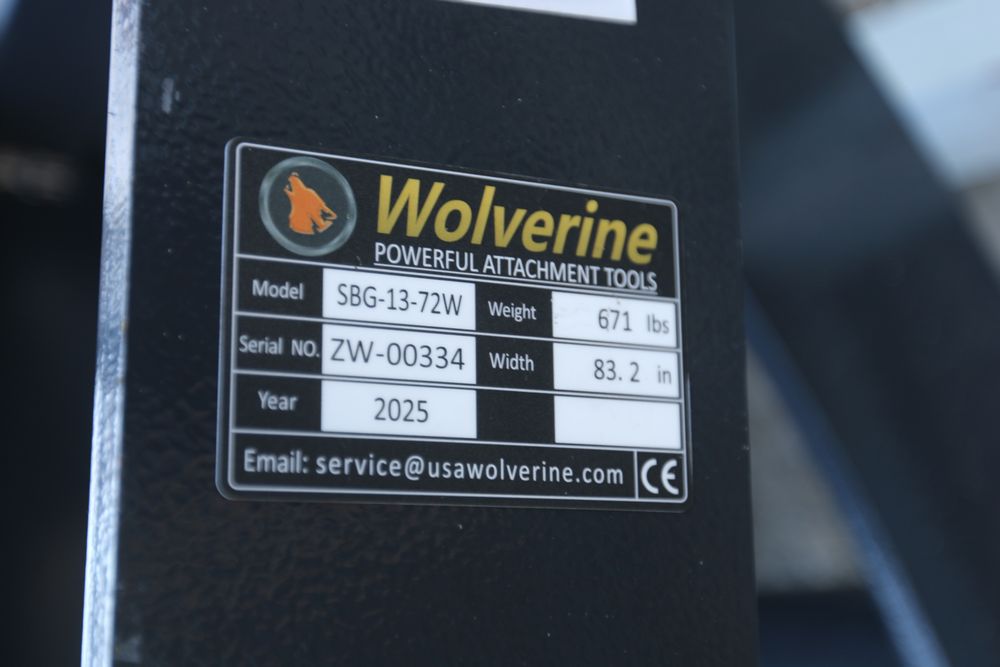 Wolverine
POWERFUL ATTACHMENT TOOLS
Model SBG-13-72W Weight 671 lbs
Serial NO. ZW-00334 Width 83.2 in
Year 2025
Email: service@usawolverine.com CE